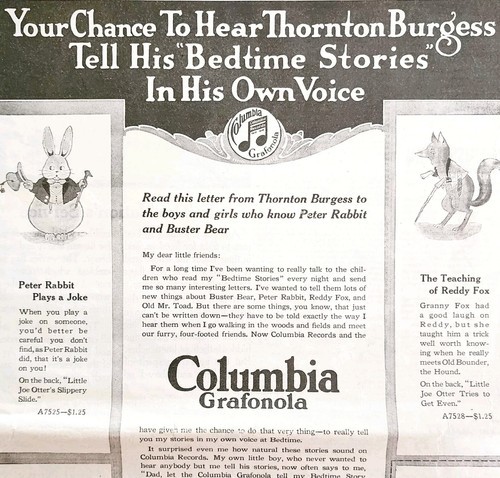 Your Chance To Hear Thornton Burgess
Tell His "Bedtime Stories"
In His Own Voice
Columbia
Grafonola
Read this letter from Thornton Burgess to
the boys and girls who know Peter Rabbit
and Buster Bear
My dear little friends:
For a long time I've been wanting to really talk to the chil-
dren who read my "Bedtime Stories" every night and send
me so many interesting letters. I've wanted to tell them lots
of new things about Buster Bear, Peter Rabbit, Reddy Fox, and
Old Mr. Toad. But there are some things, you know, that just
can't be written down—they have to be told exactly the way I
hear them when I go walking in the woods and fields and meet
our furry, four-footed friends. Now Columbia Records and the
Columbia
Grafonola
have given me the chance to do that very thing—to really tell
you my stories in my own voice at Bedtime.
It surprised even me how natural these stories sound on
Columbia Records. My own little boy, who never wanted to
hear anybody but me tell his stories, now often says to me,
"Dad, let the Columbia Grafonola tell my Bedtime Story
Peter Rabbit
Plays a Joke
When you play a
joke on someone,
you'd better be
careful you don't
find, as Peter Rabbit
did, that it's a joke
on you!
On the back, "Little
Joe Otter's Slippery
Slide."
A7525—$1.25
The Teaching
of Reddy Fox
Granny Fox had
a good laugh on
Reddy, but she
taught him a trick
well worth know-
ing when he really
meets Old Bounder,
the Hound.
On the back, "Little
Joe Otter Tries to
Get Even."
A7528—$1.25